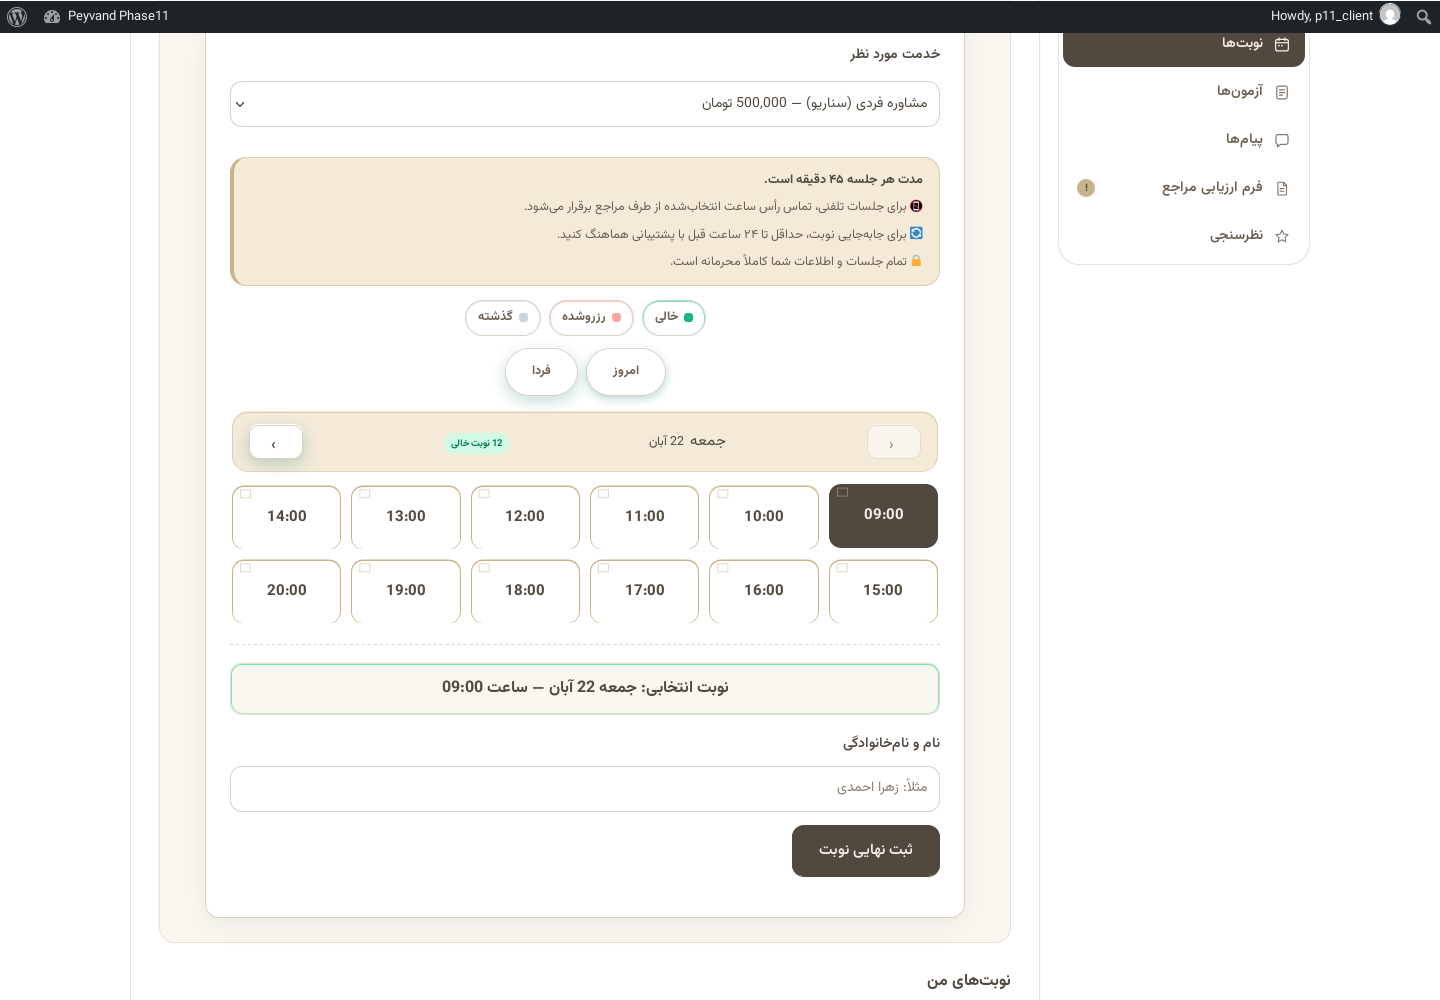 Peyvand Phase11
Howdy, p11_client
نوبت‌ها
آزمون‌ها
پیام‌ها
فرم ارزیابی مراجع
!
نظرسنجی
خدمت مورد نظر
مشاوره فردی (سناریو) — 500,000 تومان
مدت هر جلسه ۴۵ دقیقه است.
برای جلسات تلفنی، تماس رأس ساعت انتخاب‌شده از طرف مراجع برقرار می‌شود.
برای جابه‌جایی نوبت، حداقل تا ۲۴ ساعت قبل با پشتیبانی هماهنگ کنید.
تمام جلسات و اطلاعات شما کاملاً محرمانه است.
خالی
رزروشده
گذشته
امروز
فردا
‹
جمعه 22 آبان
12 نوبت خالی
›
09:00
10:00
11:00
12:00
13:00
14:00
15:00
16:00
17:00
18:00
19:00
20:00
نوبت انتخابی: جمعه 22 آبان — ساعت 09:00
نام و نام‌خانوادگی
مثلاً: زهرا احمدی
ثبت نهایی نوبت
نوبت‌های من